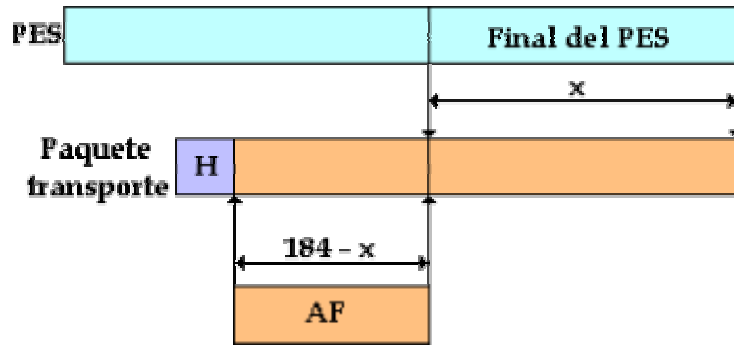 PES
Final del PES
x
Paquete
transporte
H
184 - x
AF